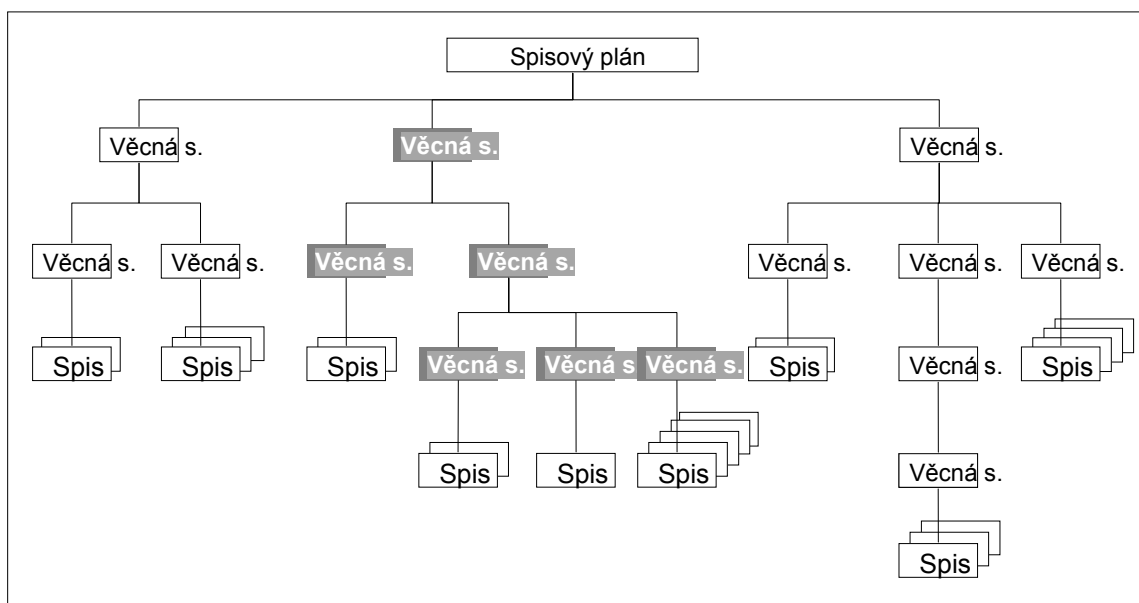 Spisový plán
Věcná s. Věcná s. Věcná s.
Věcná s. Věcná s. Věcná s. Věcná s. Věcná s. Věcná s. Věcná s.
Spis Spis Spis Věcná s. Věcná s Věcná s. Spis Věcná s. Spis
Spis Spis Spis Věcná s.
Spis